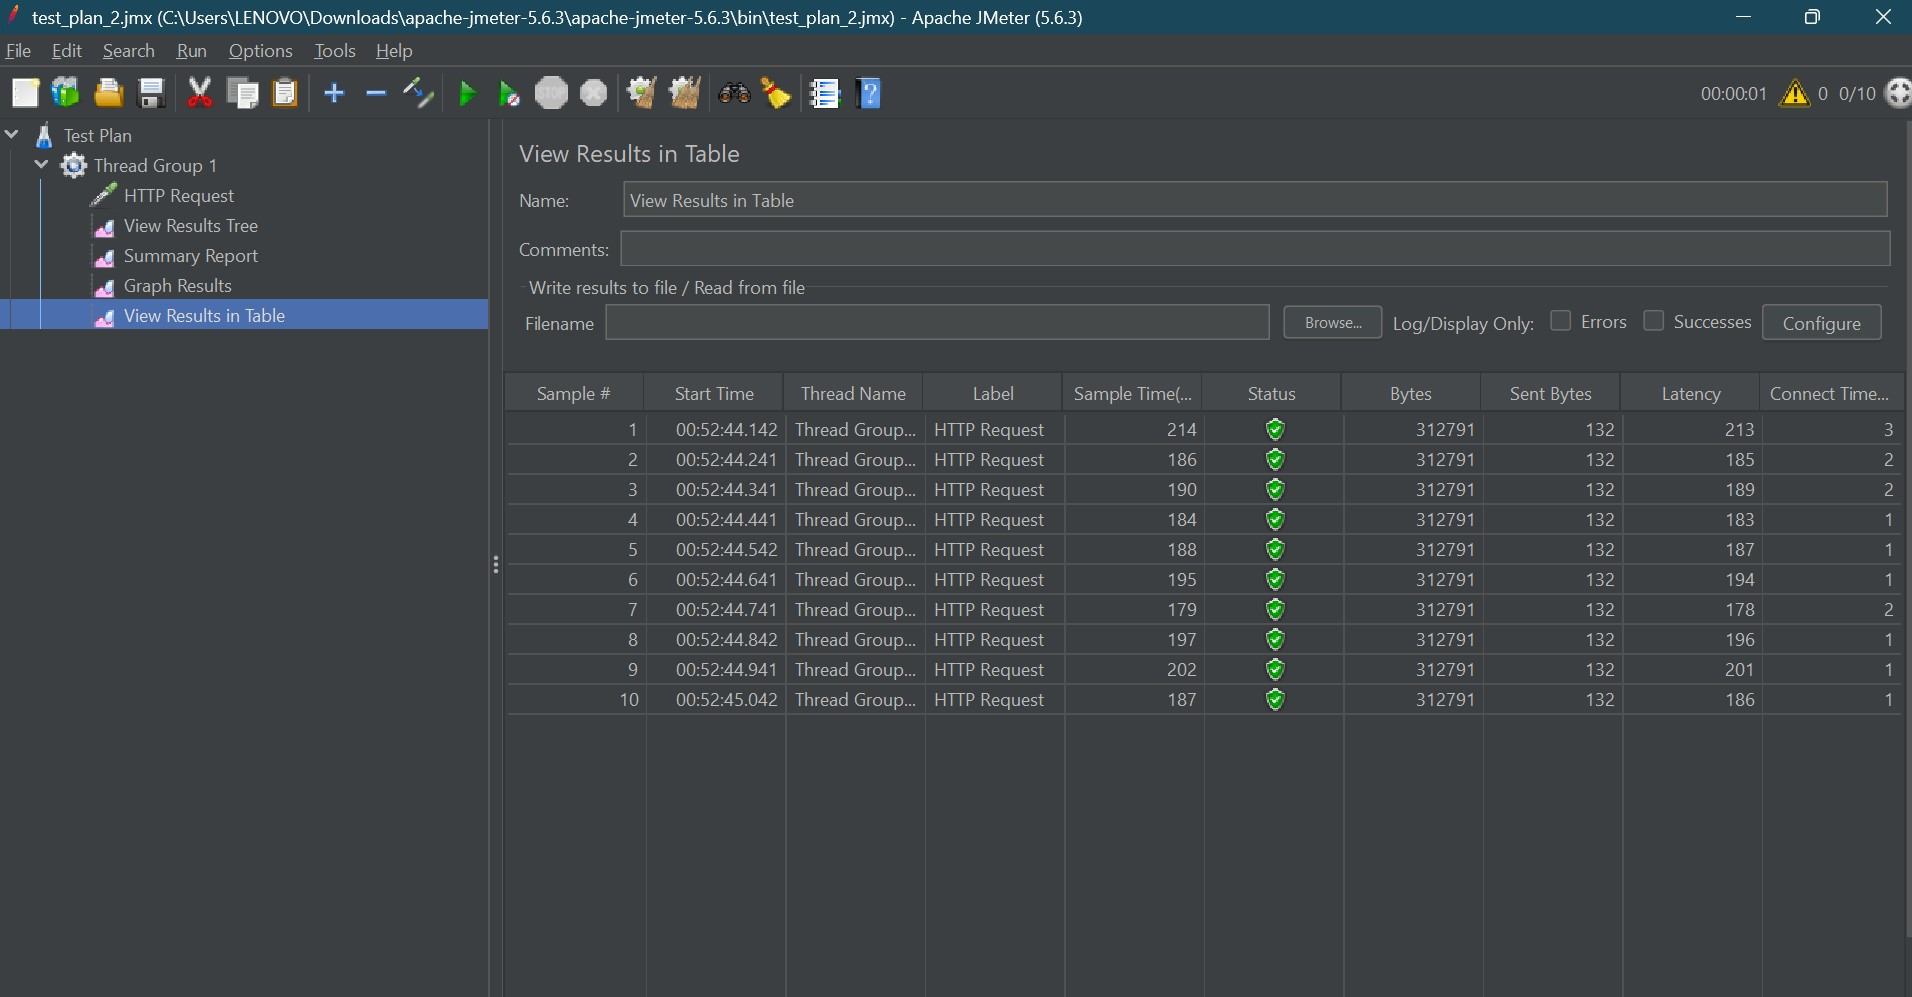 test_plan_2.jmx (C:\Users\LENOVO\Downloads\apache-jmeter-5.6.3\apache-jmeter-5.6.3\bin\test_plan_2.jmx) - Apache JMeter (5.6.3)
File Edit Search Run Options Tools Help
STOP
00:00:01 0 0/10
Test Plan
Thread Group 1
HTTP Request
View Results Tree
Summary Report
Graph Results
View Results in Table
View Results in Table
Name: View Results in Table
Comments:
Write results to file / Read from file
Filename Browse... Log/Display Only: Errors Successes Configure
Sample # Start Time Thread Name Label Sample Time(... Status Bytes Sent Bytes Latency Connect Time...
1 00:52:44.142 Thread Group... HTTP Request 214 312791 132 213 3
2 00:52:44.241 Thread Group... HTTP Request 186 312791 132 185 2
3 00:52:44.341 Thread Group... HTTP Request 190 312791 132 189 2
4 00:52:44.441 Thread Group... HTTP Request 184 312791 132 183 1
5 00:52:44.542 Thread Group... HTTP Request 188 312791 132 187 1
6 00:52:44.641 Thread Group... HTTP Request 195 312791 132 194 1
7 00:52:44.741 Thread Group... HTTP Request 179 312791 132 178 2
8 00:52:44.842 Thread Group... HTTP Request 197 312791 132 196 1
9 00:52:44.941 Thread Group... HTTP Request 202 312791 132 201 1
10 00:52:45.042 Thread Group... HTTP Request 187 312791 132 186 1